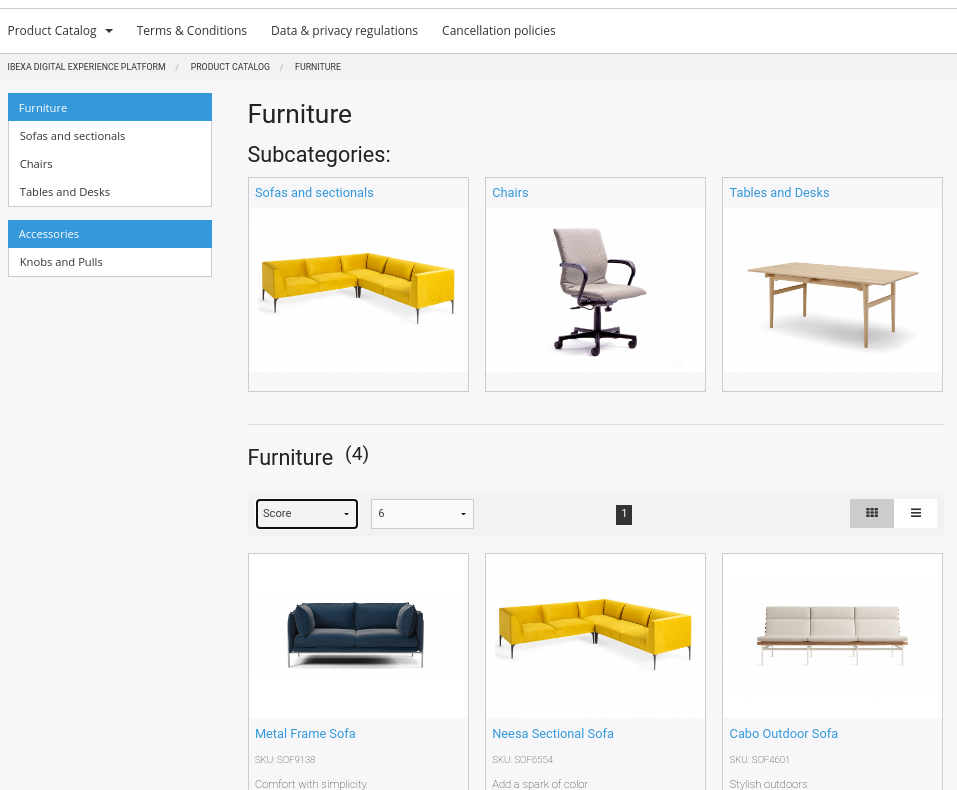 Product Catalog Terms & Conditions Data & privacy regulations Cancellation policies
IBEXA DIGITAL EXPERIENCE PLATFORM / PRODUCT CATALOG / FURNITURE
Furniture
Sofas and sectionals
Chairs
Tables and Desks
Accessories
Knobs and Pulls
Furniture
Subcategories:
Sofas and sectionals Chairs Tables and Desks
Furniture (4)
Score 6 1
Metal Frame Sofa Neesa Sectional Sofa Cabo Outdoor Sofa
SKU: SOF9138 SKU: SOF6554 SKU: SOF4601
Comfort with simplicity Add a spark of color Stylish outdoors